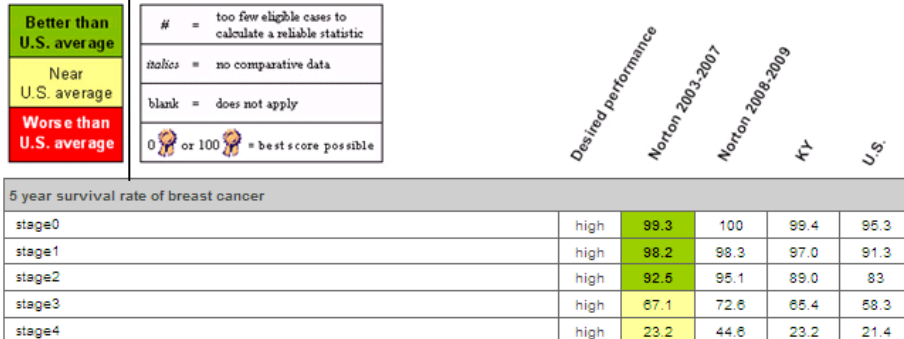 Better than
U.S. average
Near
U.S. average
Worse than
U.S. average
# = too few eligible cases to
calculate a reliable statistic
italics = no comparative data
blank = does not apply
0 or 100 = best score possible
Desired performance
Norton 2003-2007
Norton 2008-2009
KY
U.S.
5 year survival rate of breast cancer
stage0 high 99.3 100 99.4 95.3
stage1 high 98.2 98.3 97.0 91.3
stage2 high 92.5 95.1 89.0 83
stage3 high 67.1 72.6 65.4 58.3
stage4 high 23.2 44.6 23.2 21.4